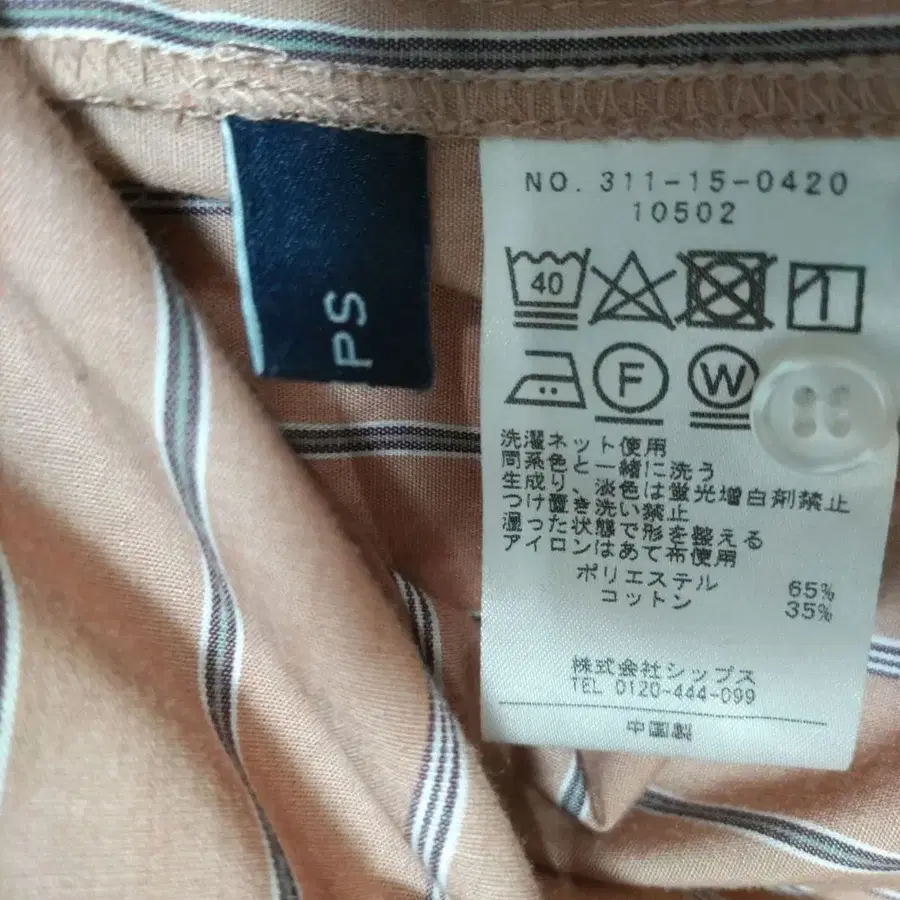 PS
NO. 311-15-0420
10502
40
F W
洗濯ネット使用
同系色と一緒に洗う
生成り、淡色は蛍光増白剤禁止
つけ置き洗い禁止
湿った状態で形を整える
アイロンはあて布使用
ポリエステル 65%
コットン 35%
株式会社シップス
TEL 0120-444-099
中国製